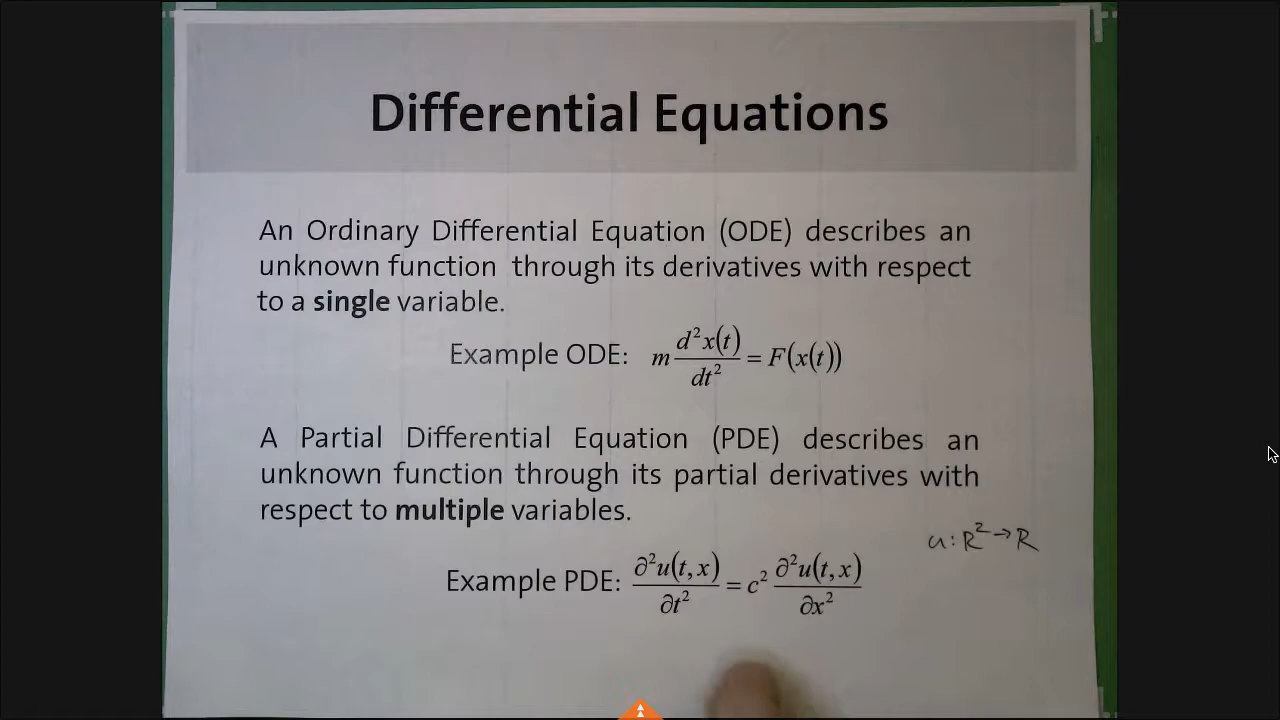 Differential Equations
An Ordinary Differential Equation (ODE) describes an
unknown function through its derivatives with respect
to a single variable.
Example ODE: m d²x(t)/dt² = F(x(t))
A Partial Differential Equation (PDE) describes an
unknown function through its partial derivatives with
respect to multiple variables.
u: R² → R
Example PDE: ∂²u(t, x)/∂t² = c² ∂²u(t, x)/∂x²